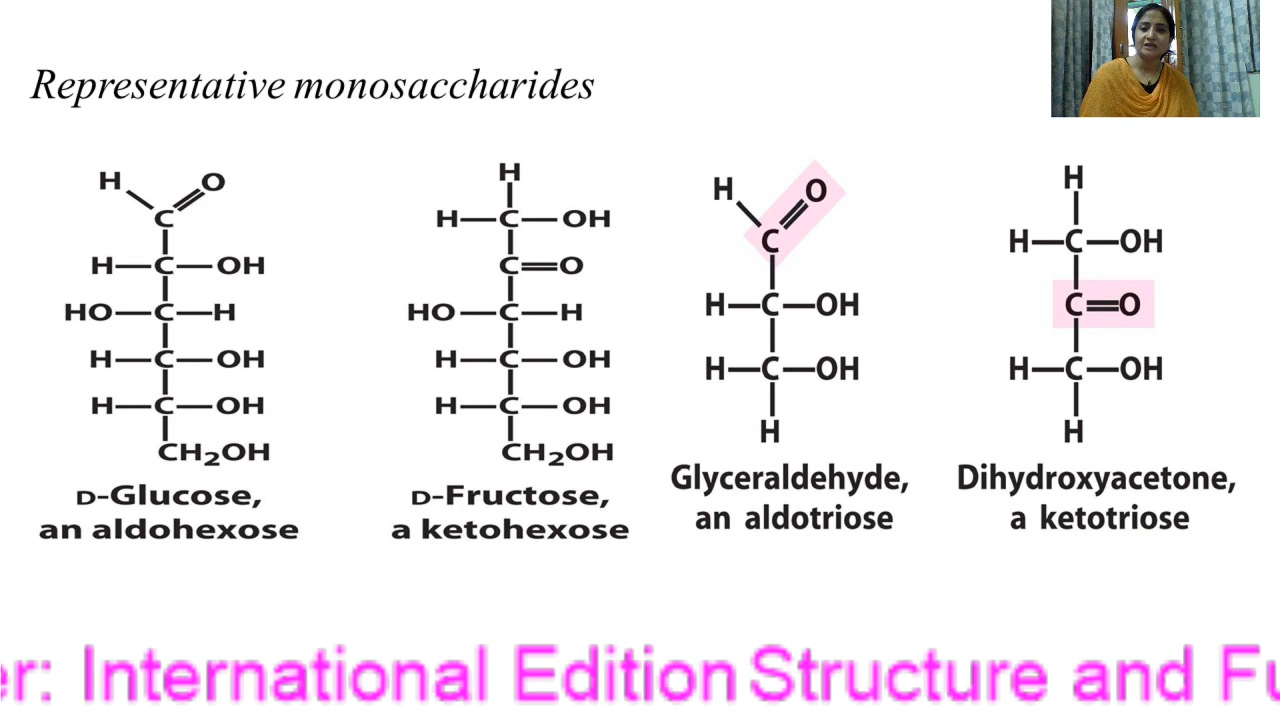 Representative monosaccharides
H O
C
H—C—OH
HO—C—H
H—C—OH
H—C—OH
CH2OH
D-Glucose,
an aldohexose
H
H—C—OH
C=O
HO—C—H
H—C—OH
H—C—OH
CH2OH
D-Fructose,
a ketohexose
H O
C
H—C—OH
H—C—OH
H
Glyceraldehyde,
an aldotriose
H
H—C—OH
C=O
H—C—OH
H
Dihydroxyacetone,
a ketotriose
er: International Edition Structure and Fu